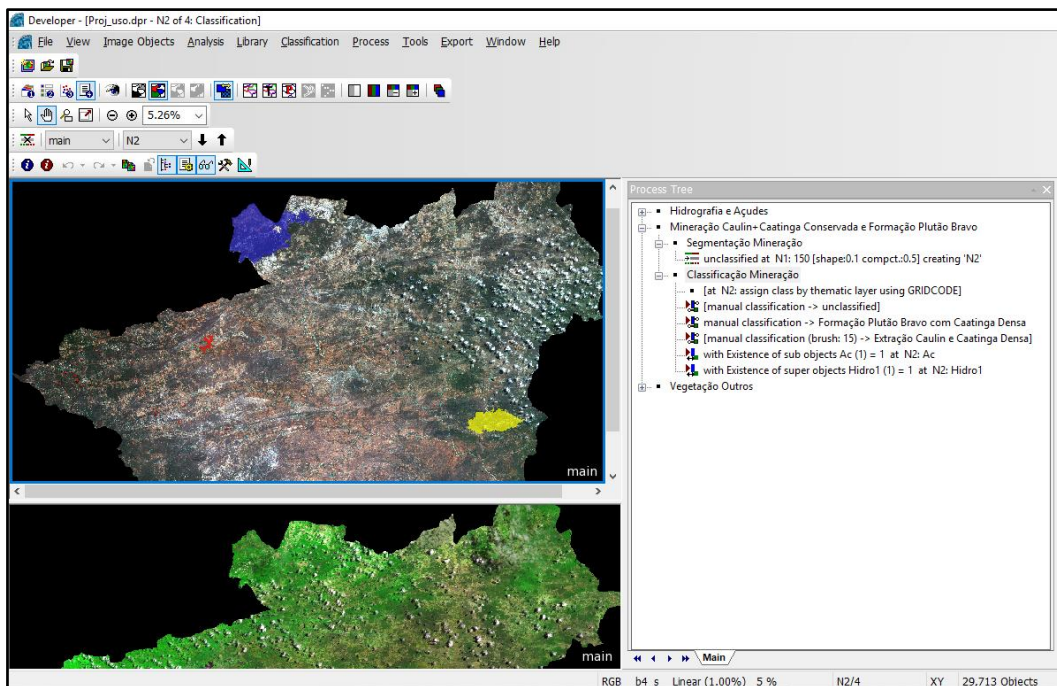 Developer - [Proj_uso.dpr - N2 of 4: Classification]
File View Image Objects Analysis Library Classification Process Tools Export Window Help
5.26%
main N2
main
main
Process Tree
Hidrografia e Açudes
Mineração Caulin+Caatinga Conservada e Formação Plutão Bravo
Segmentação Mineração
unclassified at N1: 150 [shape:0.1 compct.:0.5] creating 'N2'
Classificação Mineração
[at N2: assign class by thematic layer using GRIDCODE]
[manual classification -> unclassified]
manual classification -> Formação Plutão Bravo com Caatinga Densa
[manual classification (brush: 15) -> Extração Caulin e Caatinga Densa]
with Existence of sub objects Ac (1) = 1 at N2: Ac
with Existence of super objects Hidro1 (1) = 1 at N2: Hidro1
Vegetação Outros
Main
RGB b4_s Linear (1.00%) 5 % N2/4 XY 29.713 Objects